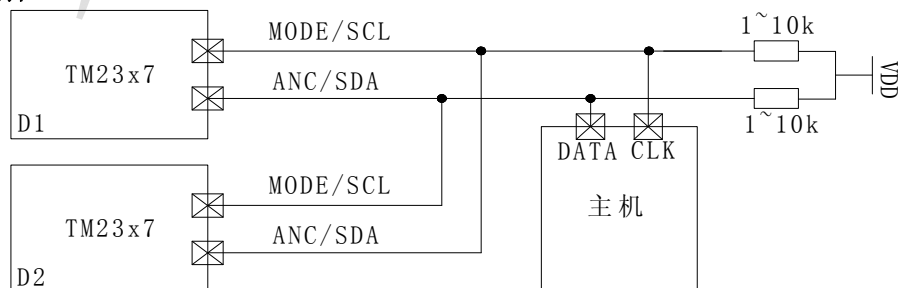 MODE/SCL
1~10k
TM23x7
ANC/SDA
VDD
D1
1~10k
DATA CLK
MODE/SCL
主机
TM23x7
ANC/SDA
D2